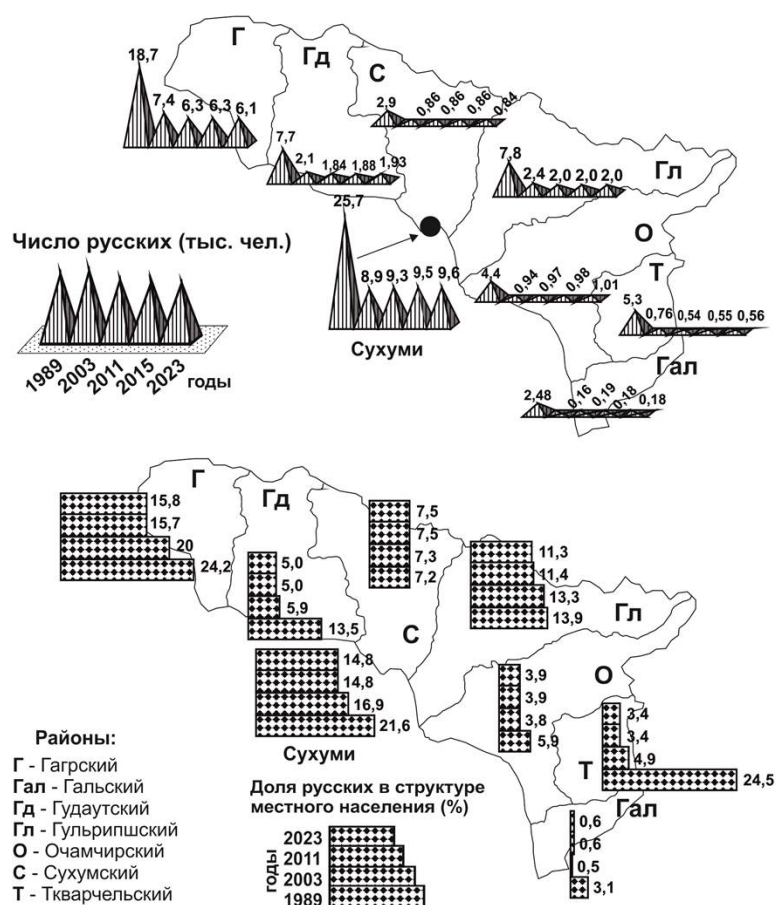 Г
18,7
7,4
6,3
6,3
6,1
Гд
7,7
2,1
1,84
1,88
1,93
С
2,9
0,86
0,86
0,86
0,84
7,8
2,4
2,0
2,0
2,0
Гл
О
25,7
8,9
9,3
9,5
9,6
Сухуми
4,4
0,94
0,97
0,98
1,01
Т
5,3
0,76
0,54
0,55
0,56
Гал
2,48
0,16
0,19
0,18
0,18
Число русских (тыс. чел.)
1989
2003
2011
2015
2023
годы
Г
15,8
15,7
20
24,2
Гд
5,0
5,0
5,9
13,5
7,5
7,5
7,3
7,2
С
11,3
11,4
13,3
13,9
Гл
14,8
14,8
16,9
21,6
Сухуми
3,9
3,9
3,8
5,9
О
3,4
3,4
4,9
24,5
Т
Гал
0,6
0,6
0,5
3,1
Районы:
Г - Гагрский
Гал - Гальский
Гд - Гудаутский
Гл - Гульрипшский
О - Очамчирский
С - Сухумский
Т - Ткварчельский
Доля русских в структуре
местного населения (%)
годы
2023
2011
2003
1989